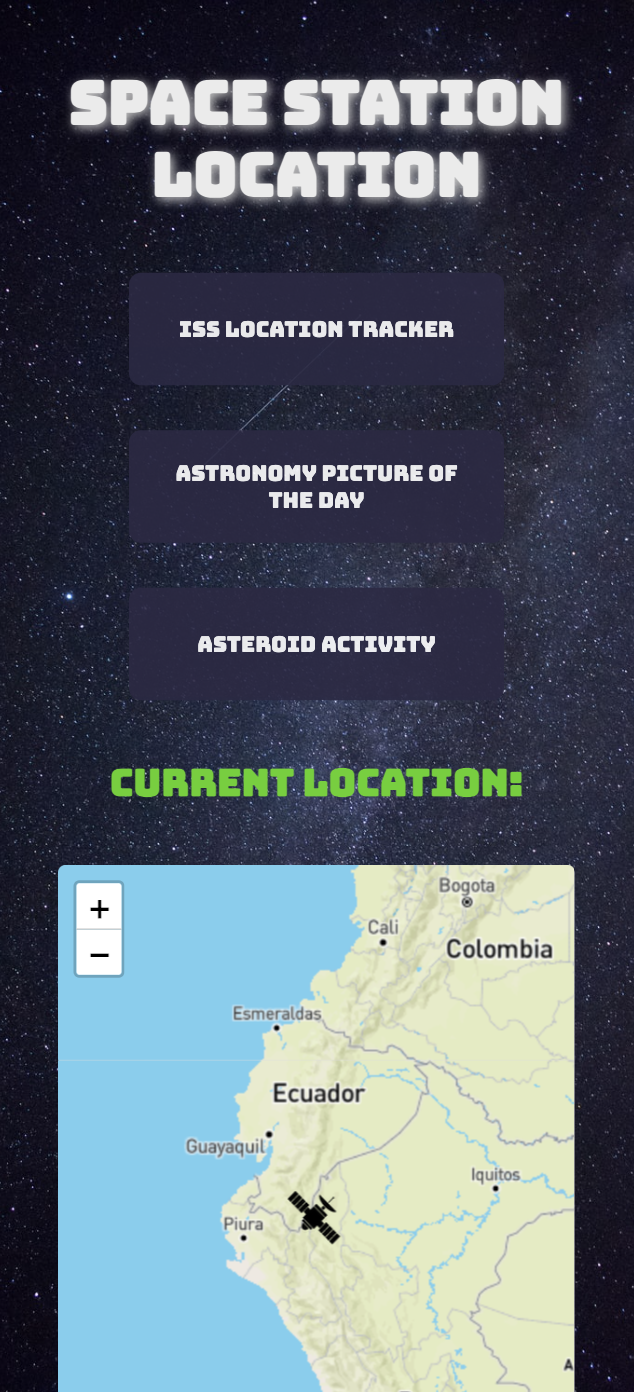 SPACE STATION
LOCATION
ISS LOCATION TRACKER
ASTRONOMY PICTURE OF
THE DAY
ASTEROID ACTIVITY
CURRENT LOCATION:
+
−
Bogota
Cali
Colombia
Esmeraldas
Ecuador
Guayaquil
Iquitos
Piura